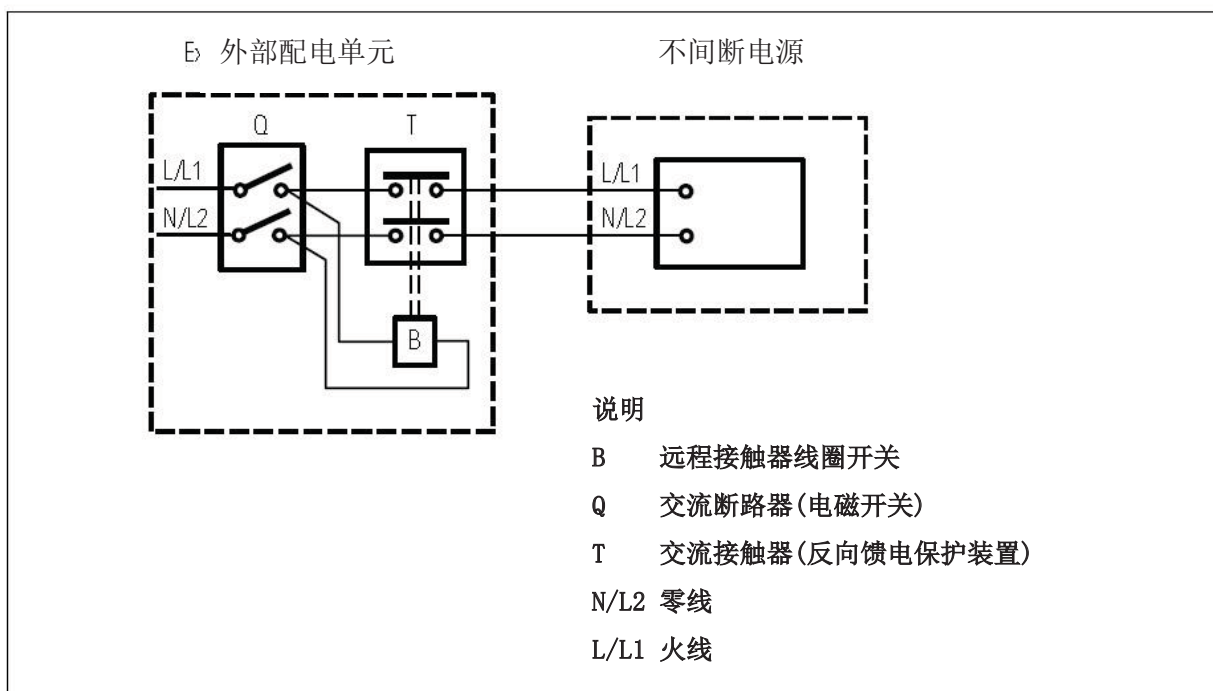 外部配电单元
不间断电源
Q
T
L/L1
N/L2
L/L1
N/L2
B
说明
B 远程接触器线圈开关
Q 交流断路器(电磁开关)
T 交流接触器(反向馈电保护装置)
N/L2 零线
L/L1 火线